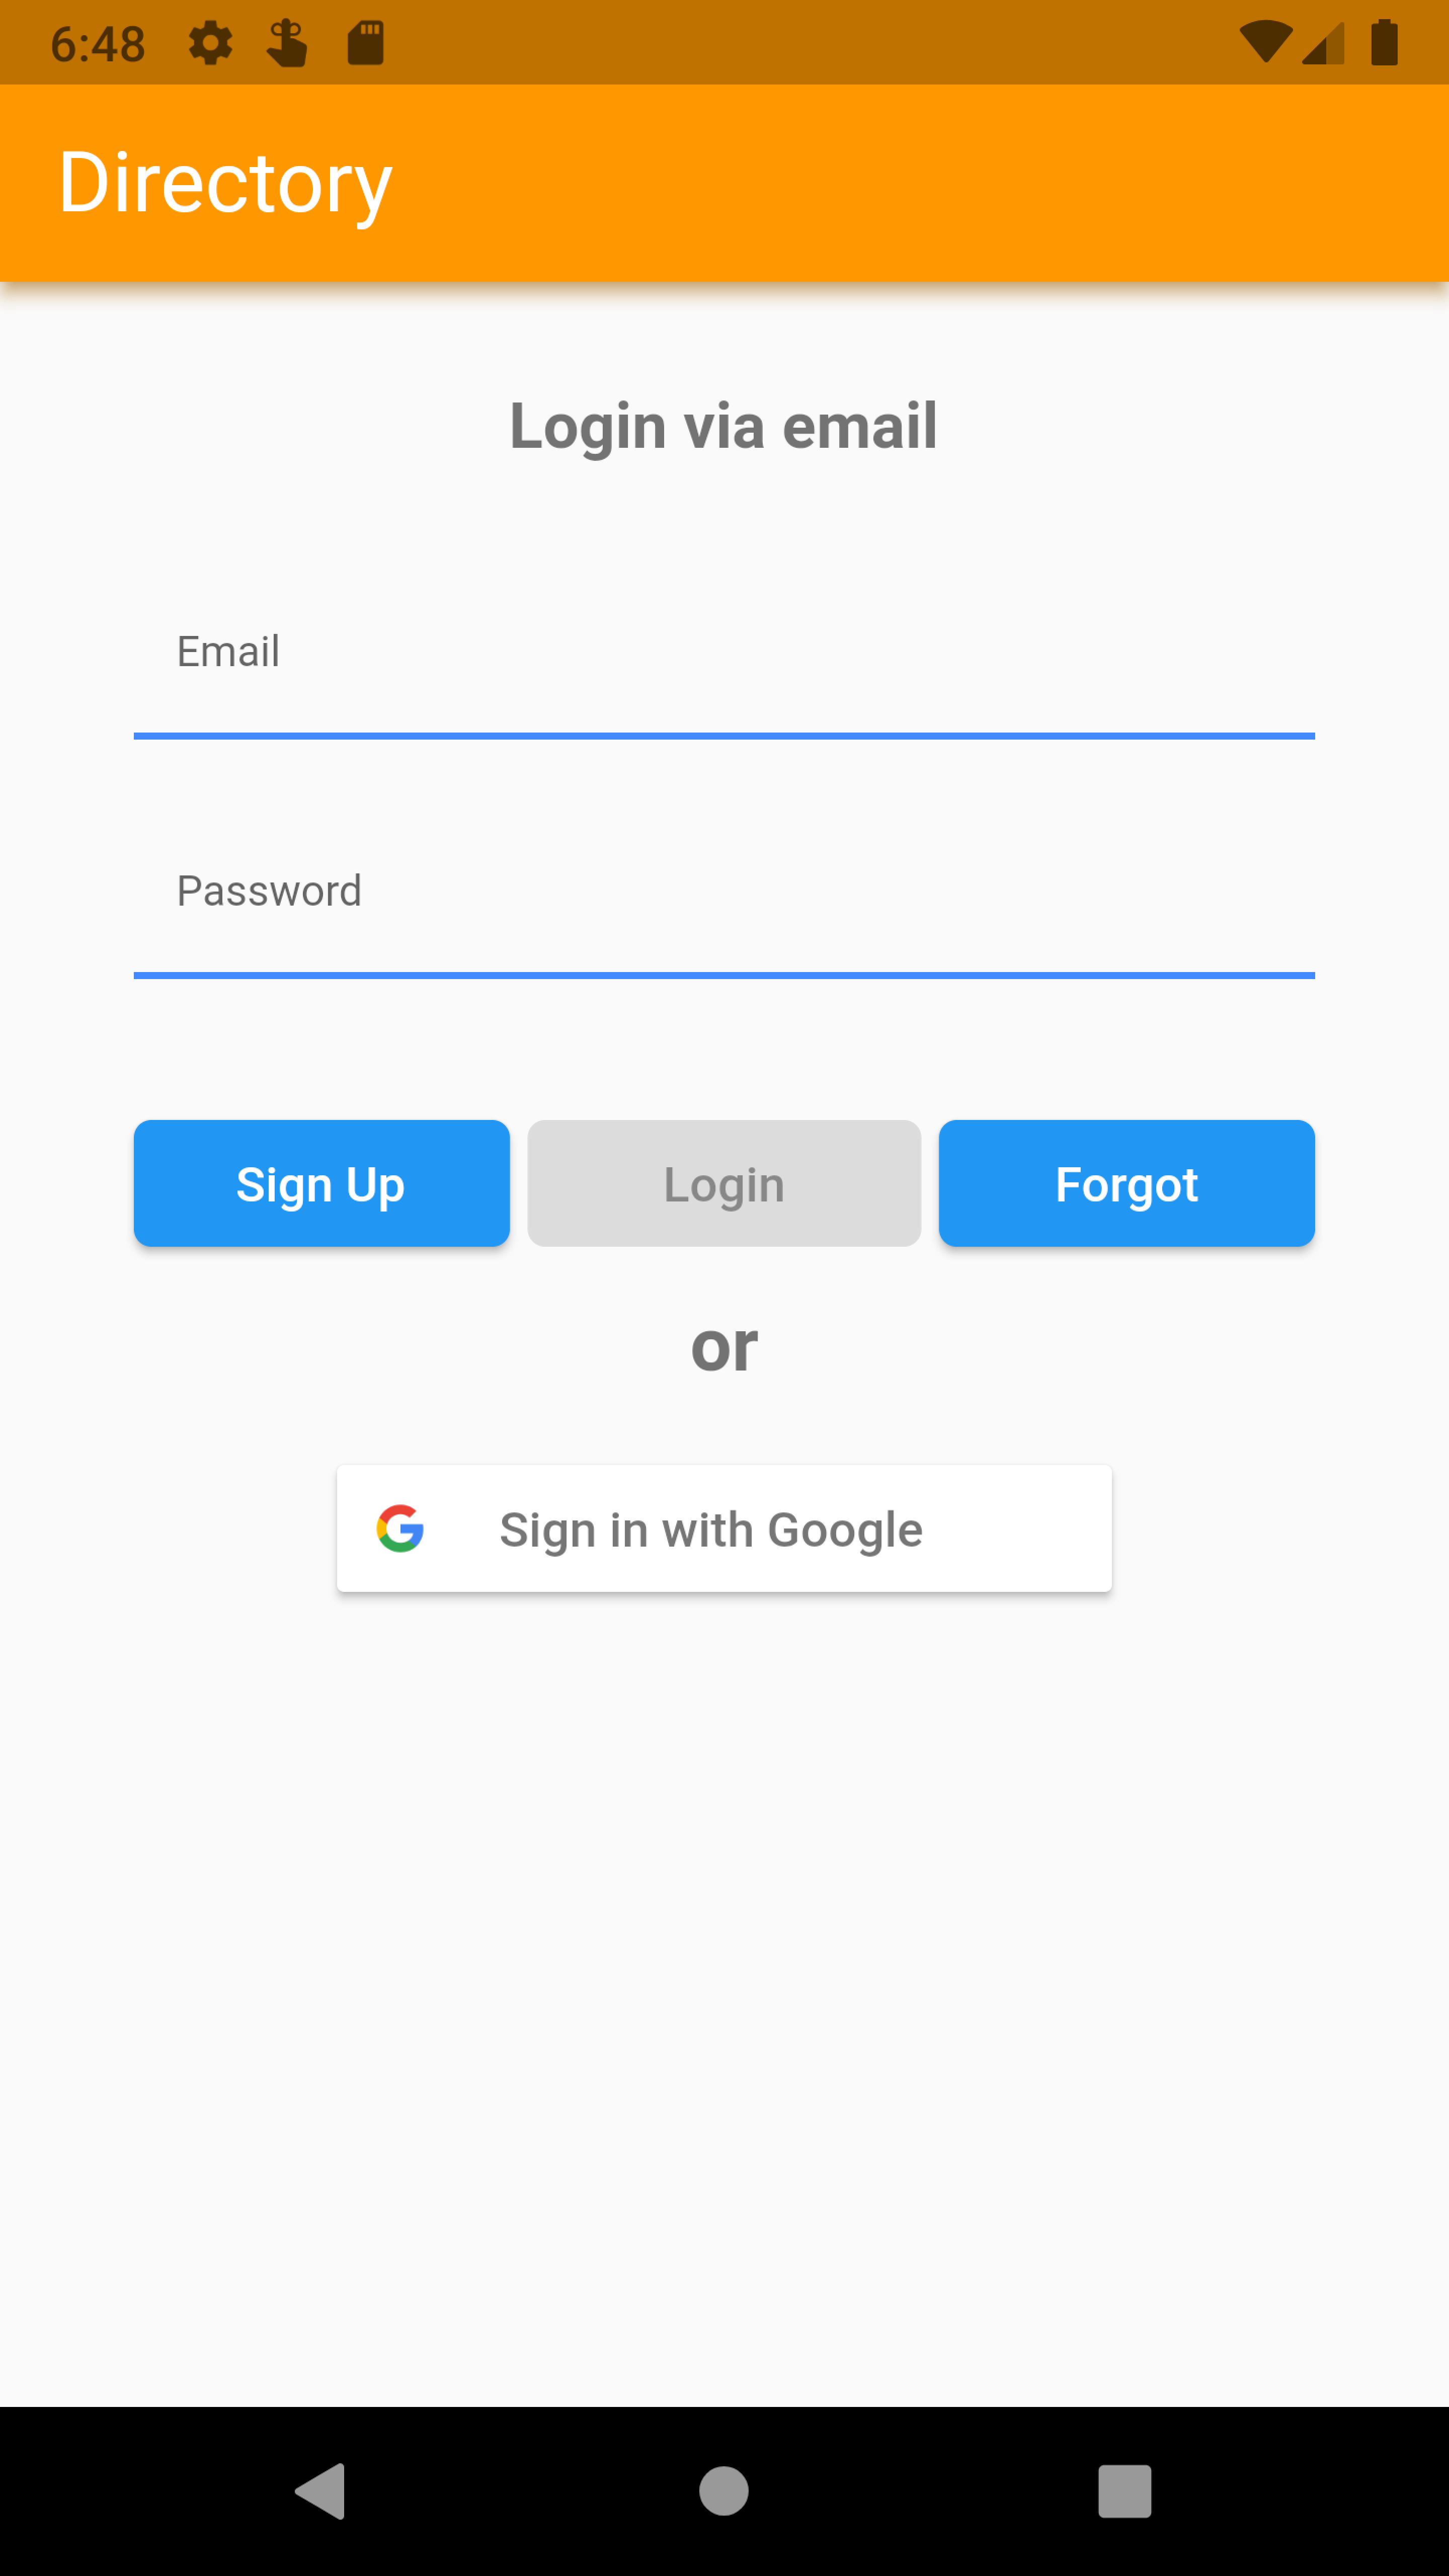 6:48
Directory
Login via email
Email
Password
Sign Up Login Forgot
or
Sign in with Google